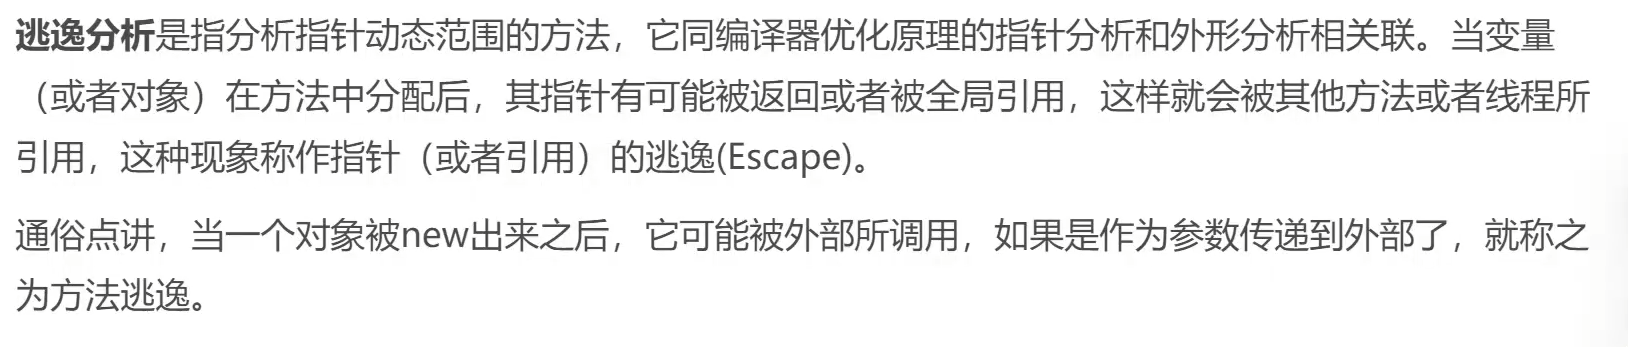 逃逸分析是指分析指针动态范围的方法，它同编译器优化原理的指针分析和外形分析相关联。当变量
（或者对象）在方法中分配后，其指针有可能被返回或者被全局引用，这样就会被其他方法或者线程所
引用，这种现象称作指针（或者引用）的逃逸(Escape)。
通俗点讲，当一个对象被new出来之后，它可能被外部所调用，如果是作为参数传递到外部了，就称之
为方法逃逸。